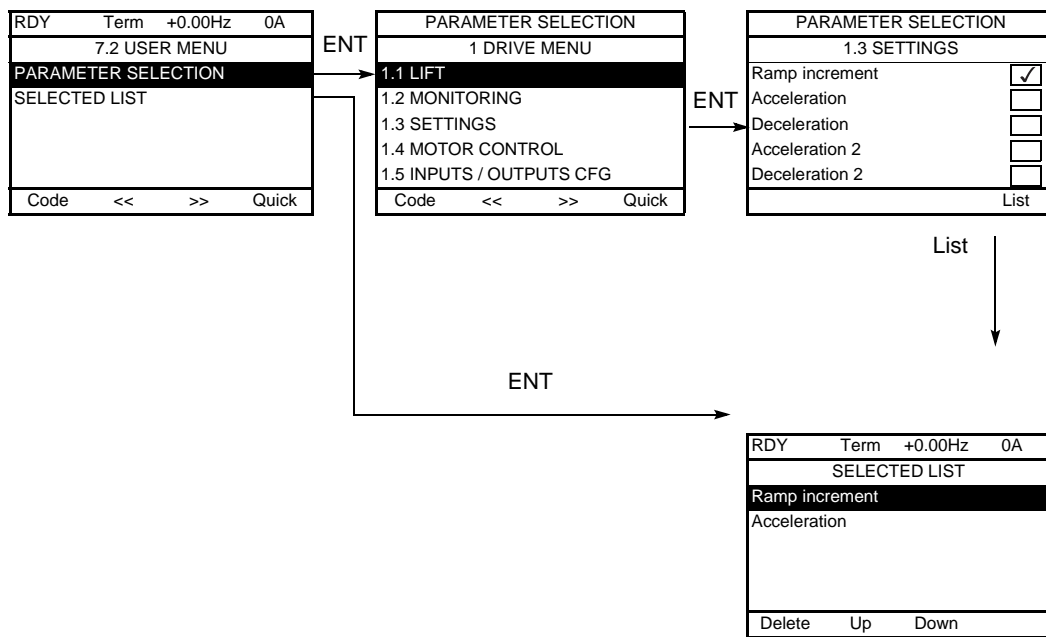 RDY Term +0.00Hz 0A
7.2 USER MENU
PARAMETER SELECTION
SELECTED LIST
Code << >> Quick
ENT
PARAMETER SELECTION
1 DRIVE MENU
1.1 LIFT
1.2 MONITORING
1.3 SETTINGS
1.4 MOTOR CONTROL
1.5 INPUTS / OUTPUTS CFG
Code << >> Quick
ENT
PARAMETER SELECTION
1.3 SETTINGS
Ramp increment ✓
Acceleration
Deceleration
Acceleration 2
Deceleration 2
List
List
ENT
RDY Term +0.00Hz 0A
SELECTED LIST
Ramp increment
Acceleration
Delete Up Down